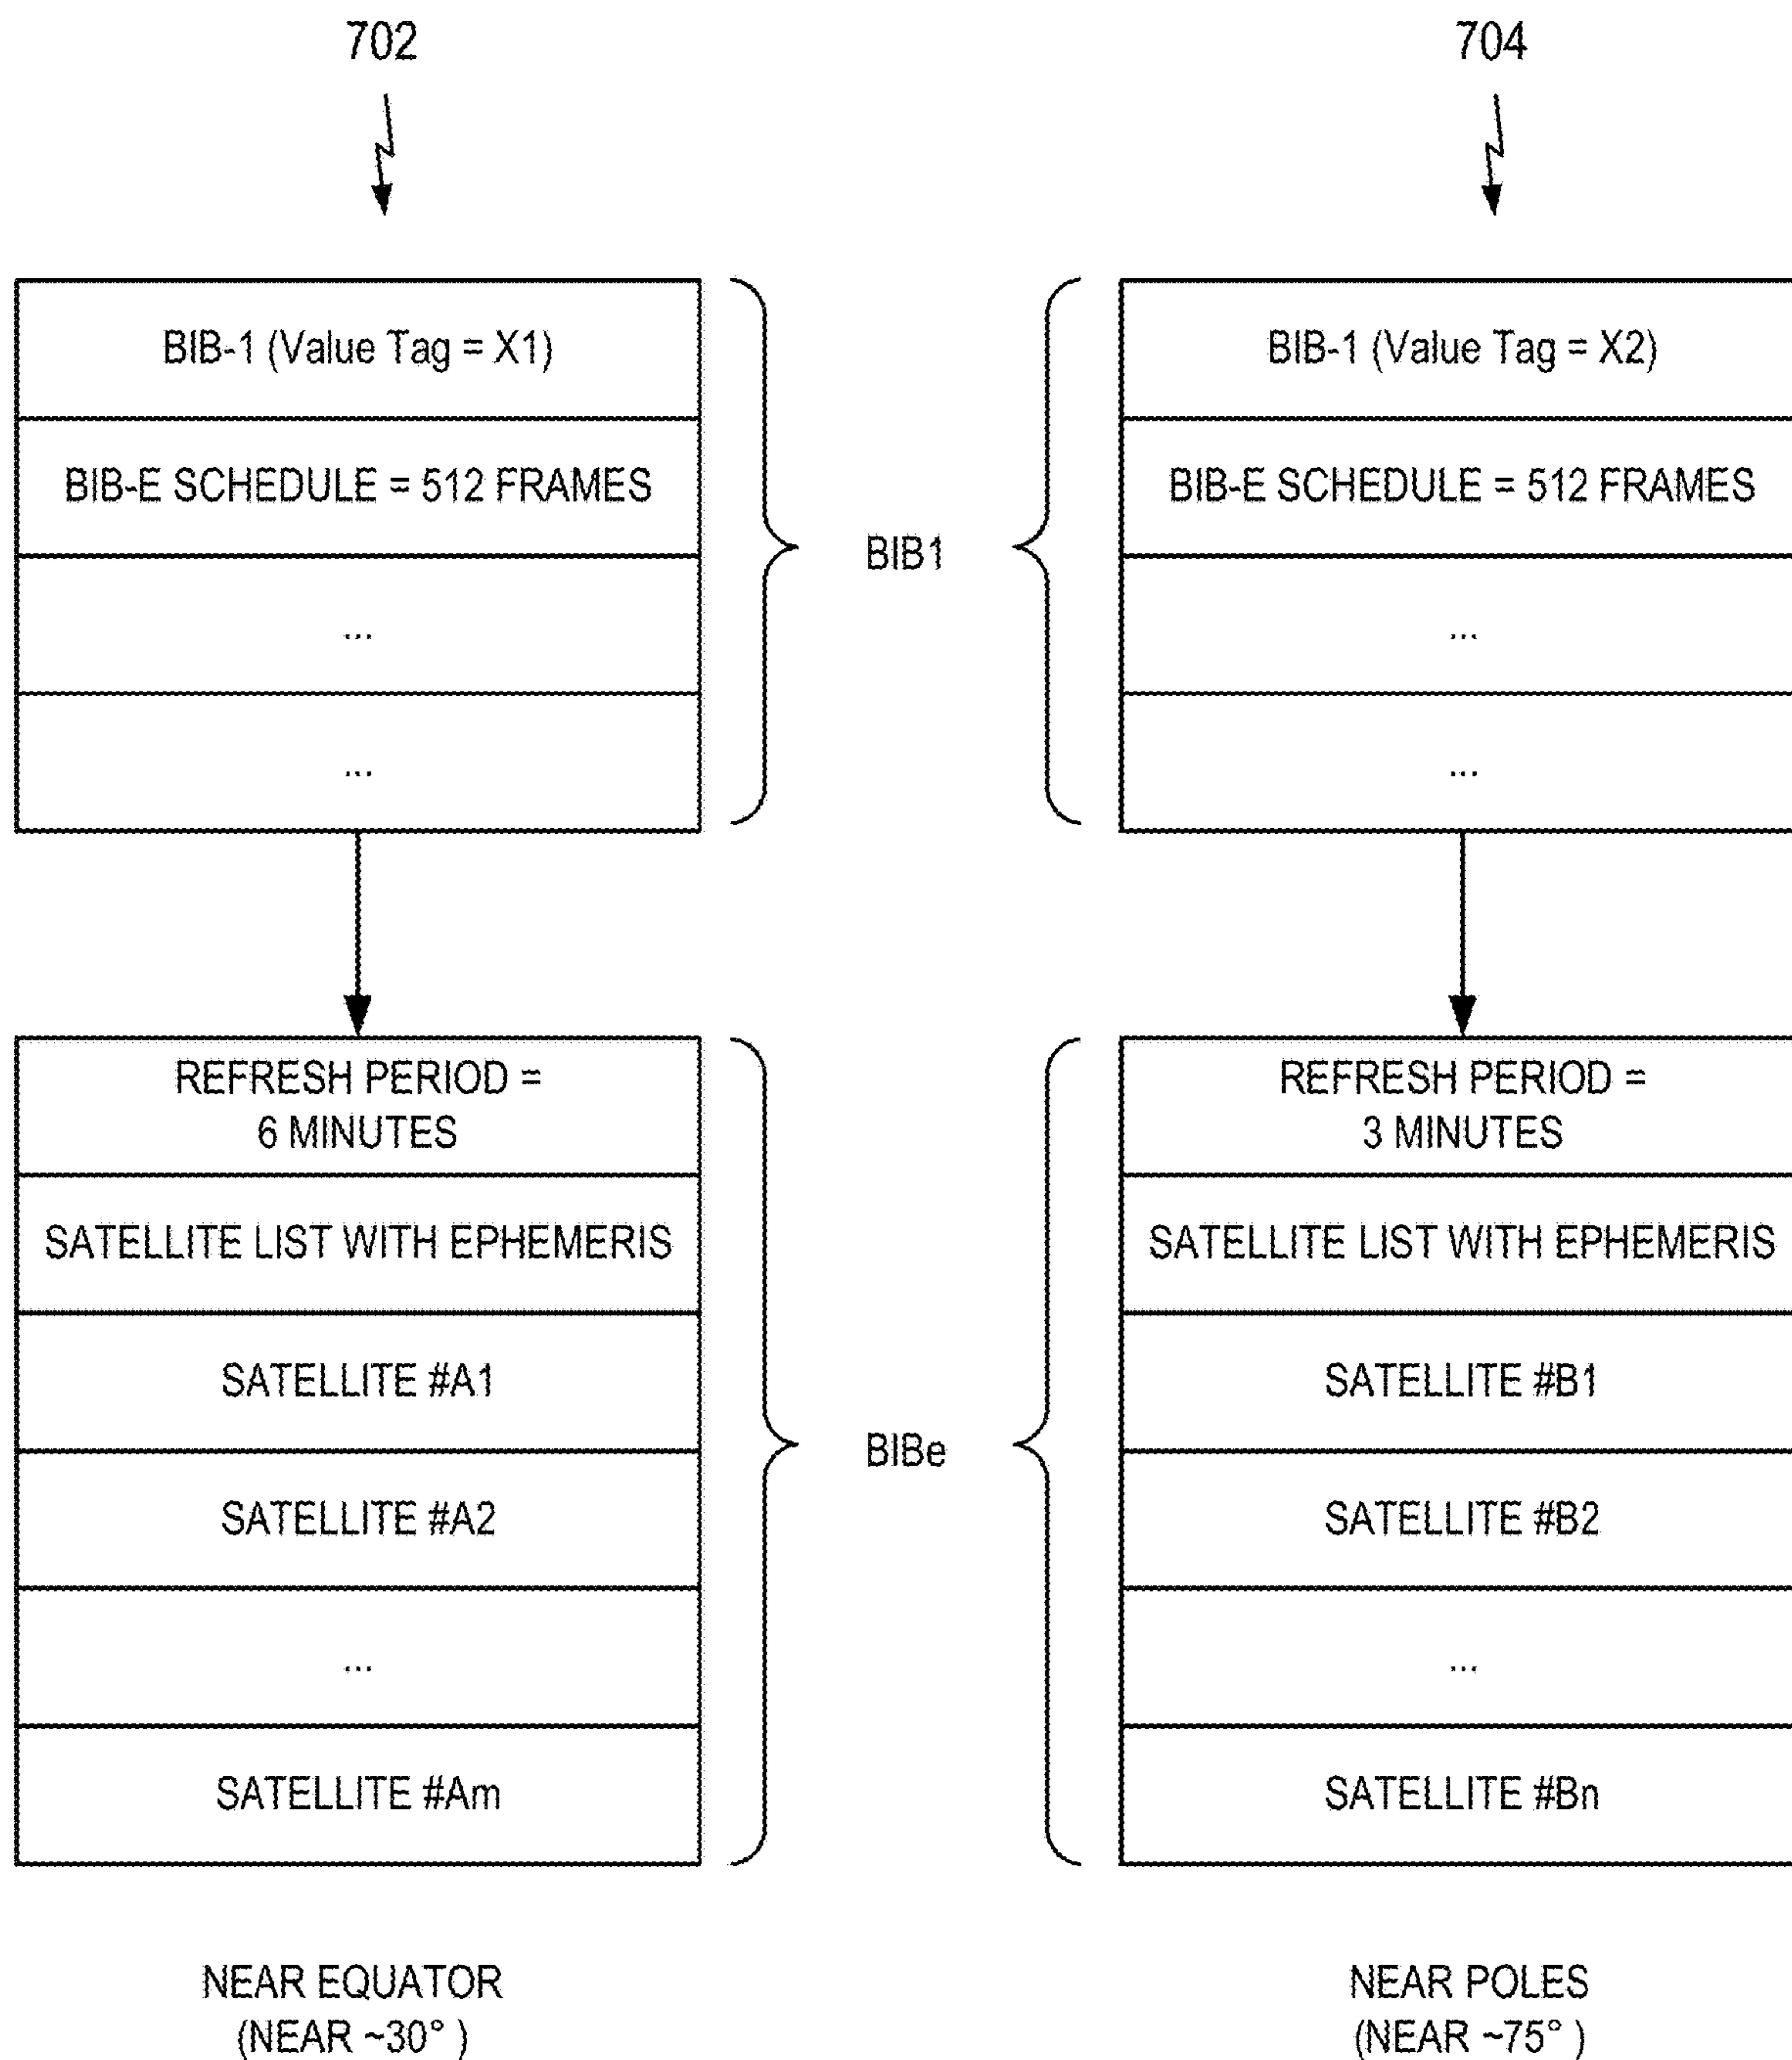 702
BIB-1 (Value Tag = X1)
BIB-E SCHEDULE = 512 FRAMES
...
...
BIB1
REFRESH PERIOD =
6 MINUTES
SATELLITE LIST WITH EPHEMERIS
SATELLITE #A1
SATELLITE #A2
...
SATELLITE #Am
BIBe
NEAR EQUATOR
(NEAR ~30° )
704
BIB-1 (Value Tag = X2)
BIB-E SCHEDULE = 512 FRAMES
...
...
REFRESH PERIOD =
3 MINUTES
SATELLITE LIST WITH EPHEMERIS
SATELLITE #B1
SATELLITE #B2
...
SATELLITE #Bn
NEAR POLES
(NEAR ~75° )